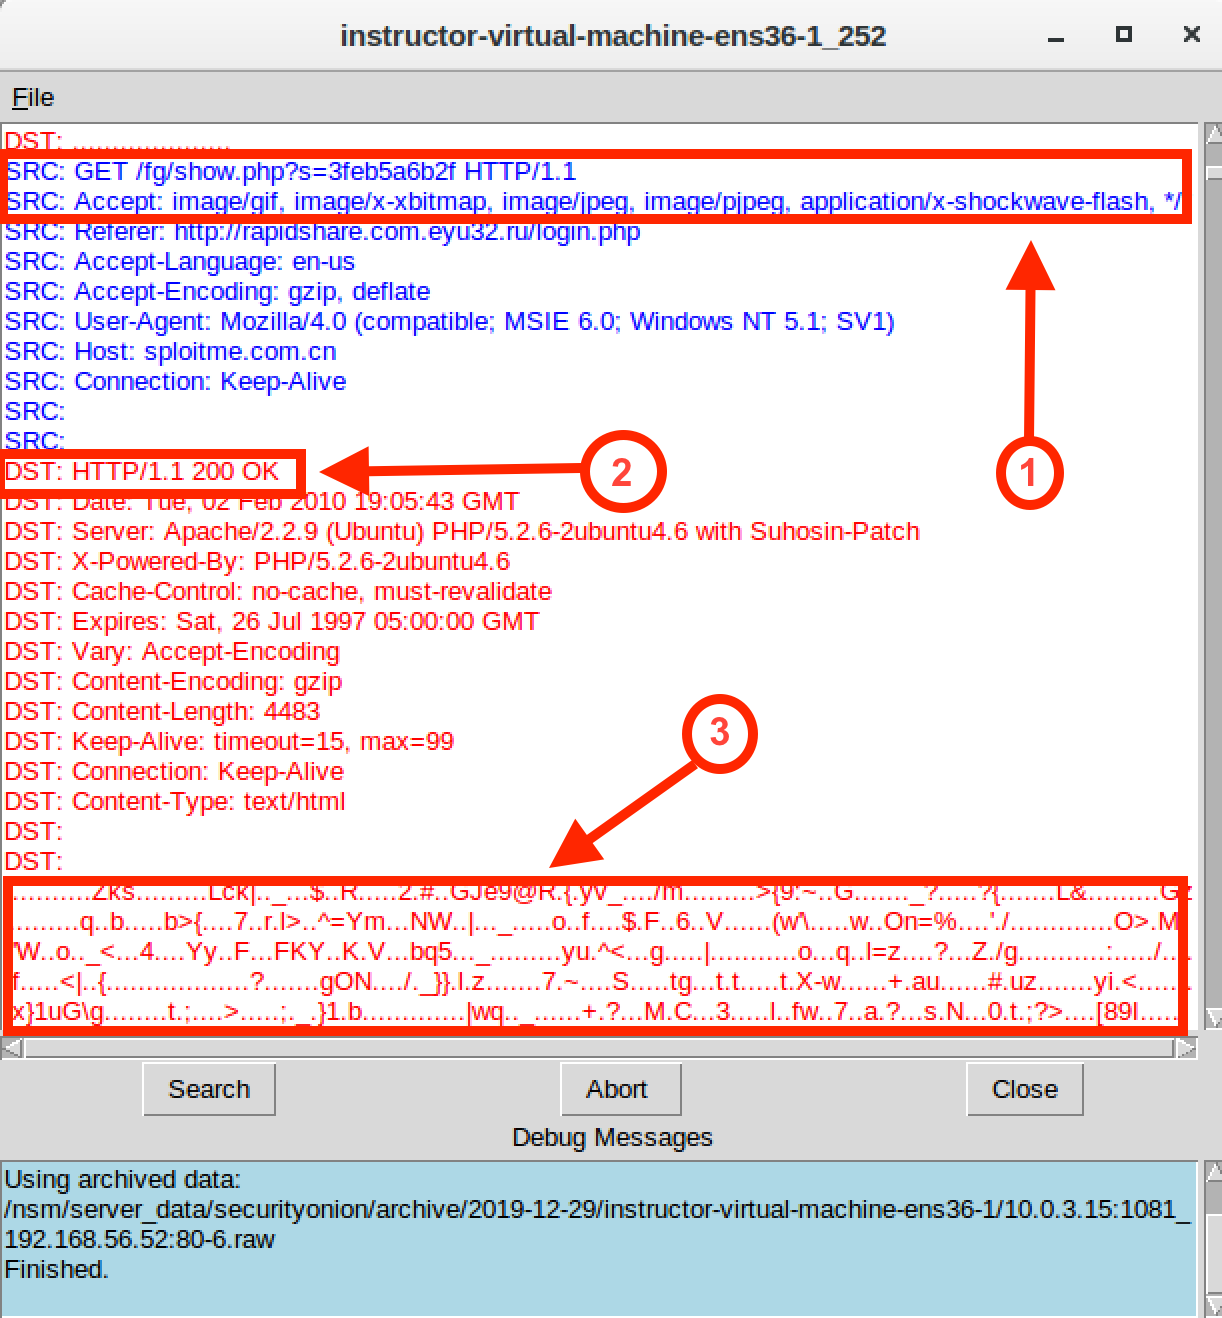 instructor-virtual-machine-ens36-1_252
File
DST: .....................
SRC: GET /fg/show.php?s=3feb5a6b2f HTTP/1.1
SRC: Accept: image/gif, image/x-xbitmap, image/jpeg, image/pjpeg, application/x-shockwave-flash, */
SRC: Referer: http://rapidshare.com.eyu32.ru/login.php
SRC: Accept-Language: en-us
SRC: Accept-Encoding: gzip, deflate
SRC: User-Agent: Mozilla/4.0 (compatible; MSIE 6.0; Windows NT 5.1; SV1)
SRC: Host: sploitme.com.cn
SRC: Connection: Keep-Alive
SRC:
SRC:
1
DST: HTTP/1.1 200 OK
2
DST: Date: Tue, 02 Feb 2010 19:05:43 GMT
DST: Server: Apache/2.2.9 (Ubuntu) PHP/5.2.6-2ubuntu4.6 with Suhosin-Patch
DST: X-Powered-By: PHP/5.2.6-2ubuntu4.6
DST: Cache-Control: no-cache, must-revalidate
DST: Expires: Sat, 26 Jul 1997 05:00:00 GMT
DST: Vary: Accept-Encoding
DST: Content-Encoding: gzip
DST: Content-Length: 4483
3
DST: Keep-Alive: timeout=15, max=99
DST: Connection: Keep-Alive
DST: Content-Type: text/html
DST:
DST:
..........Zks.........Lck|.._...$..R.....2.#..GJe9@R.{.yv_..../m.........>{9:~..G......._?.....?{.......L&.........Gz
.........q..b.....b>{....7..r.l>..^=Ym...NW..|..._.....o..f....$.F..6..V.....(w'\.....w..On=%....'./.............O>.M
'W..o.._<...4....Yy..F...FKY..K.V...bq5..._.........yu.^<...g.....|...........o...q..l=z....?...Z./g..........:...../....
f.....<|..{.................?.......gON..../._}}.l.z.......7.~....S.....tg...t.t.....t.X-w......+.au......#.uz.......yi.<.......
x}1uG\g........t.;....>.....;._.}1.b.............|wq.._......+.?...M.C...3.....l..fw..7..a.?...s.N...0.t.;?>....[89l.....
Search
Abort
Close
Debug Messages
Using archived data:
/nsm/server_data/securityonion/archive/2019-12-29/instructor-virtual-machine-ens36-1/10.0.3.15:1081_
192.168.56.52:80-6.raw
Finished.